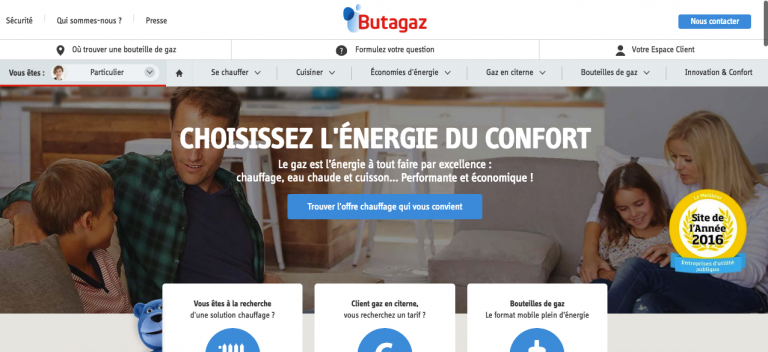 Sécurité
Qui sommes-nous ?
Presse
Butagaz
Nous contacter
Où trouver une bouteille de gaz
? Formulez votre question
Votre Espace Client
Vous êtes :
Particulier
Se chauffer
Cuisiner
Économies d'énergie
Gaz en citerne
Bouteilles de gaz
Innovation & Confort
CHOISISSEZ L'ÉNERGIE DU CONFORT
Le gaz est l'énergie à tout faire par excellence :
chauffage, eau chaude et cuisson... Performante et économique !
Trouver l'offre chauffage qui vous convient
Le Meilleur
Site de
l'Année
2016
Entreprises d'utilité
publique
Vous êtes à la recherche
d'une solution chauffage ?
Client gaz en citerne,
vous recherchez un tarif ?
Bouteilles de gaz
Le format mobile plein d'énergie